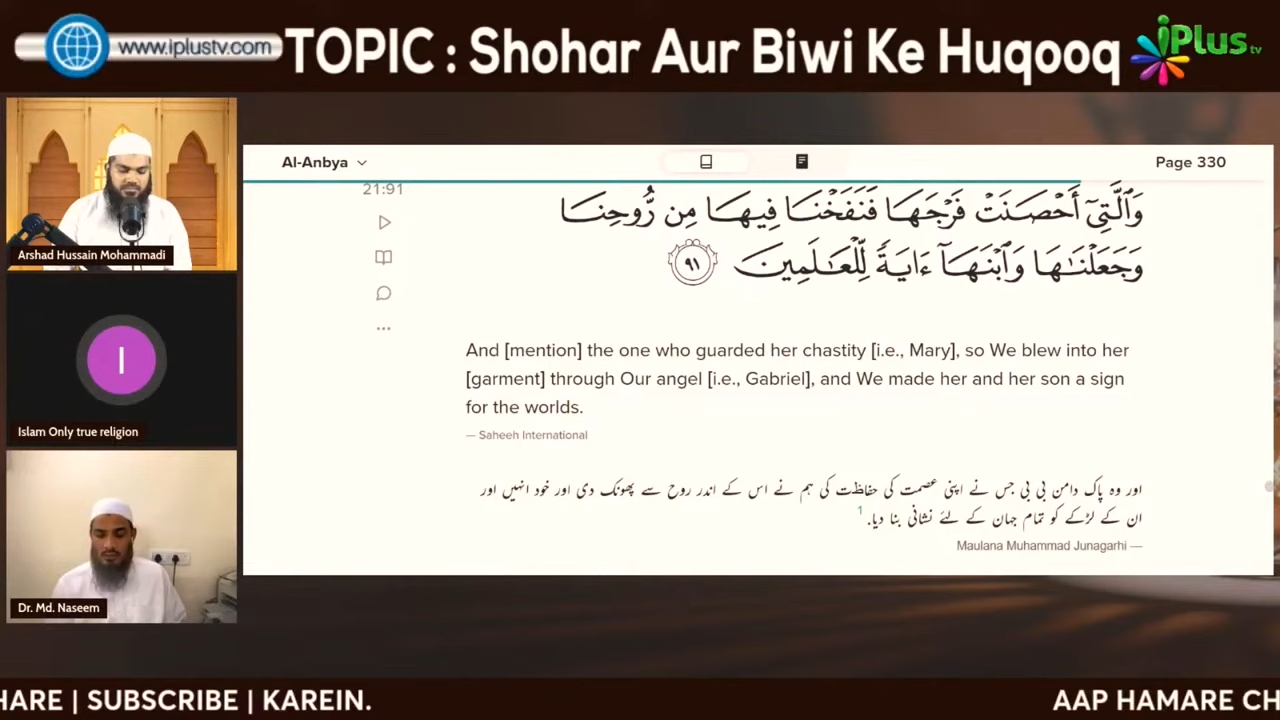 www.iplustv.com
TOPIC : Shohar Aur Biwi Ke Huqooq
iPlus tv
Arshad Hussain Mohammadi
I
Islam Only true religion
Dr. Md. Naseem
Al-Anbya
Page 330
21:91
وَٱلَّتِىٓ أَحْصَنَتْ فَرْجَهَا فَنَفَخْنَا فِيهَا مِن رُّوحِنَا
وَجَعَلْنَـٰهَا وَٱبْنَهَآ ءَايَةً لِّلْعَـٰلَمِينَ ٩١
And [mention] the one who guarded her chastity [i.e., Mary], so We blew into her
[garment] through Our angel [i.e., Gabriel], and We made her and her son a sign
for the worlds.
— Saheeh International
اور وہ پاک دامن بی بی جس نے اپنی عصمت کی حفاﻇت کی ہم نے اس کے اندر روح سے پھونک دی اور خود انہیں اور
ان کے لڑکے کو تمام جہان کے لئے نشانی بنا دیا۔ 1
Maulana Muhammad Junagarhi —
HARE | SUBSCRIBE | KAREIN.
AAP HAMARE CH